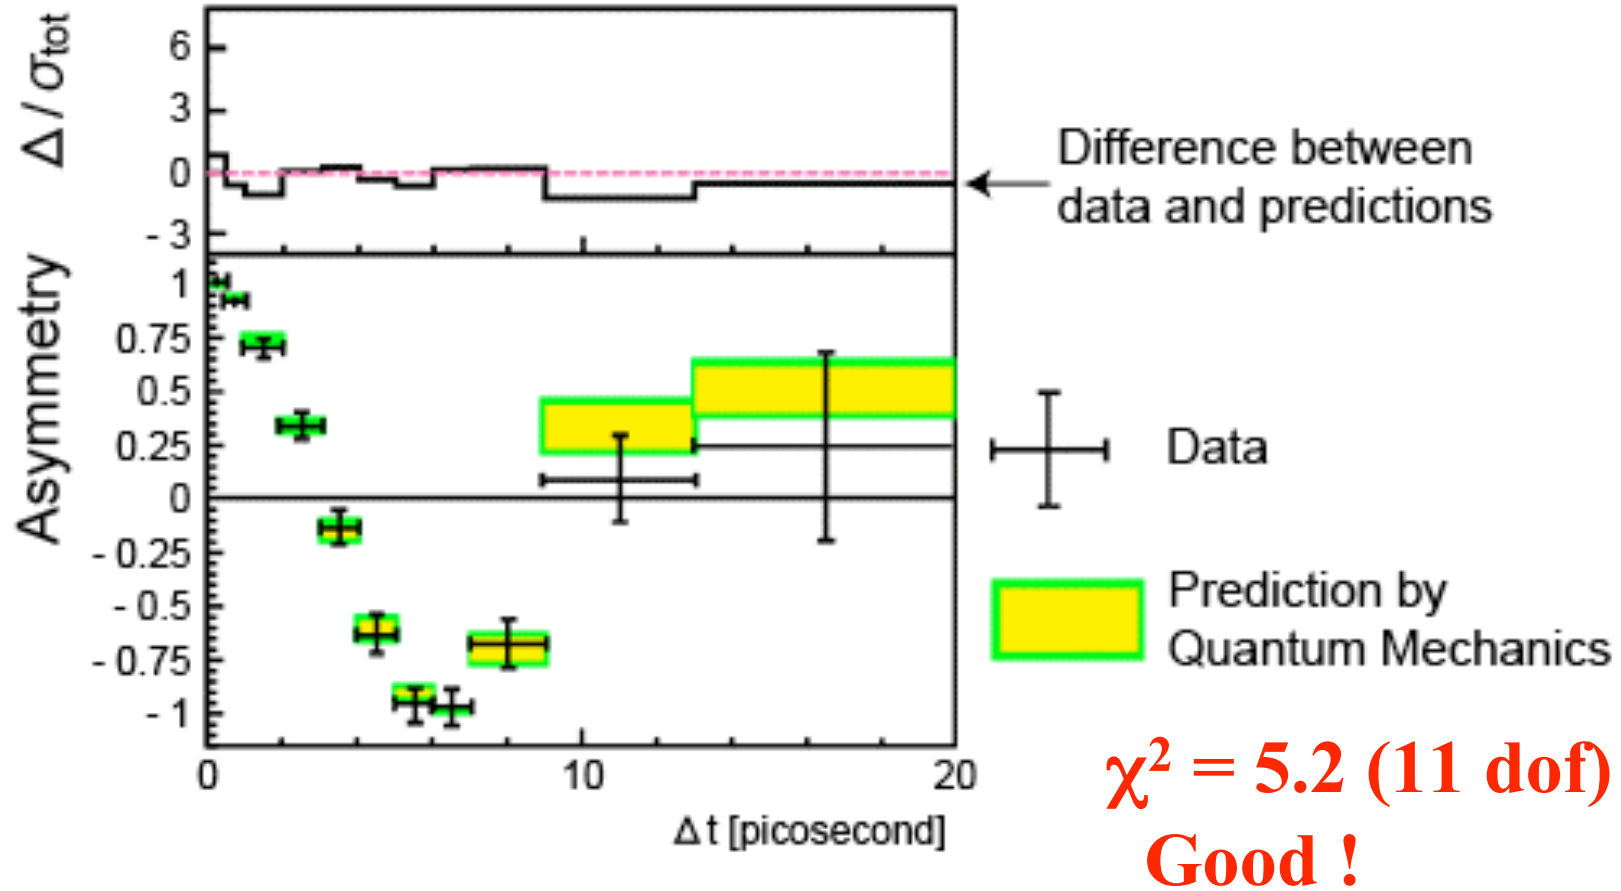 Δ / σtot
6
3
0
- 3
Difference between
data and predictions
Asymmetry
1
0.75
0.5
0.25
0
- 0.25
- 0.5
- 0.75
- 1
0
10
20
Δ t [picosecond]
Data
Prediction by
Quantum Mechanics
χ² = 5.2 (11 dof)
Good !